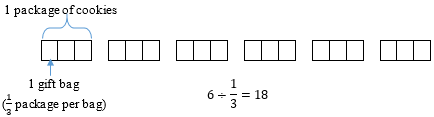 1 package of cookies
1 gift bag
(1/3 package per bag)
6 ÷ 1/3 = 18